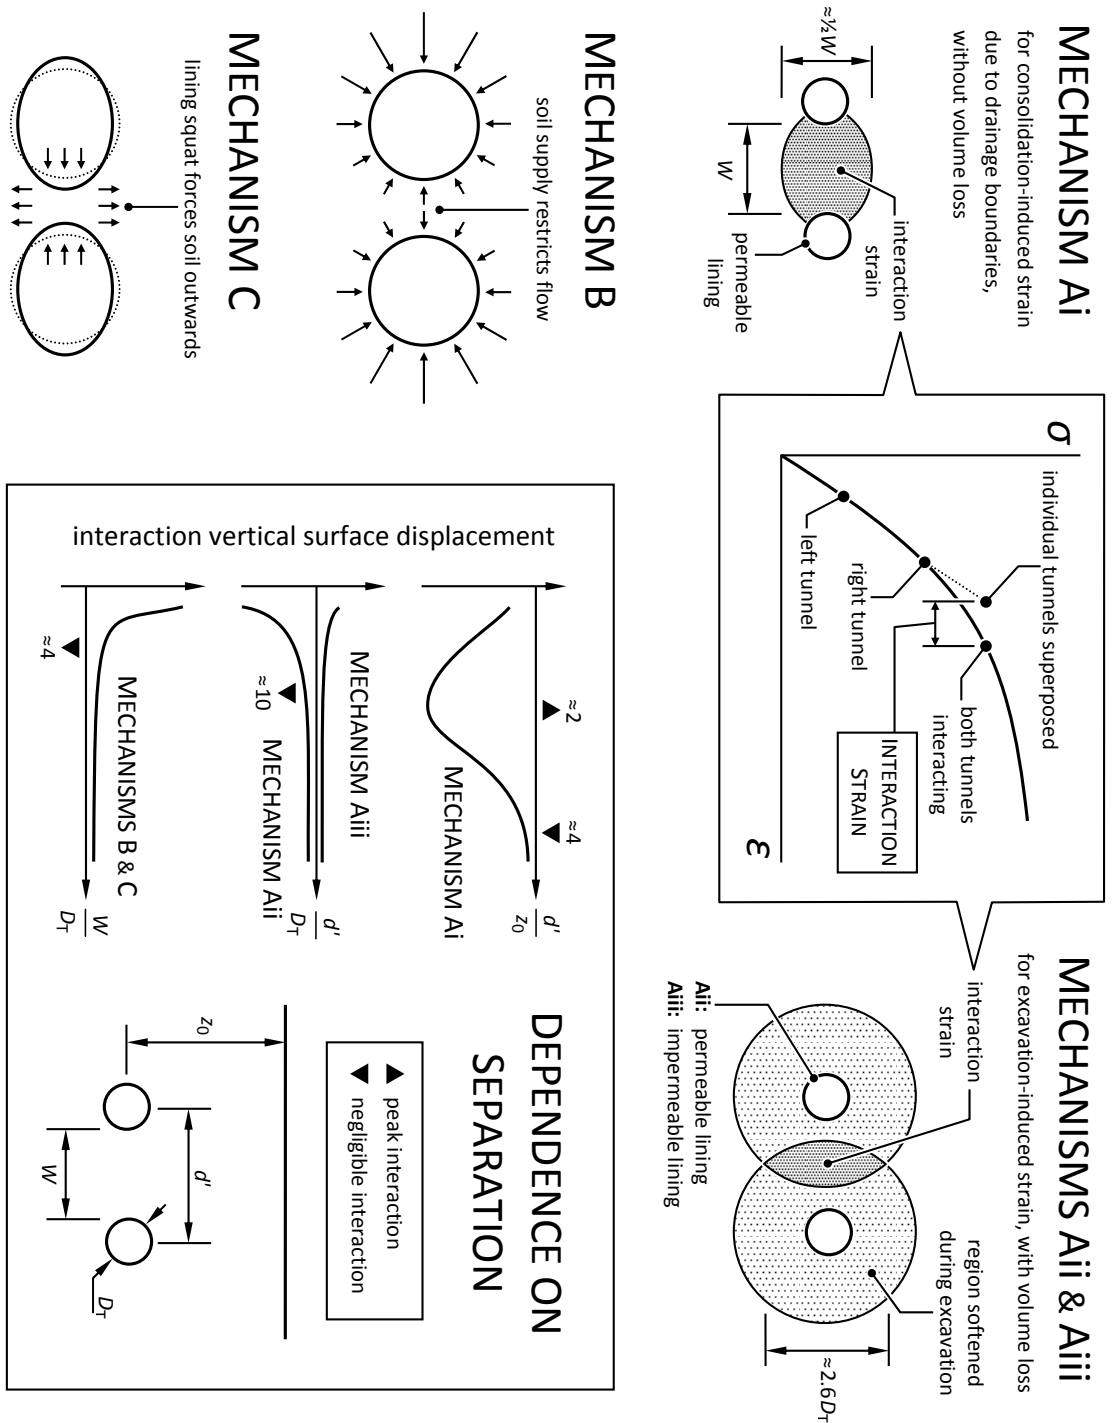 MECHANISM Ai
for consolidation-induced strain
due to drainage boundaries,
without volume loss
≈½W
W
interaction
strain
permeable
lining
σ
individual tunnels superposed
both tunnels
interacting
right tunnel
left tunnel
INTERACTION
STRAIN
ε
MECHANISMS Aii & Aiii
for excavation-induced strain, with volume loss
interaction
strain
region softened
during excavation
Aii: permeable lining
Aiii: impermeable lining
≈2.6DT
MECHANISM B
soil supply restricts flow
MECHANISM C
lining squat forces soil outwards
interaction vertical surface displacement
≈2
≈4
d'
z0
MECHANISM Ai
MECHANISM Aiii
≈10
MECHANISM Aii
d'
DT
MECHANISMS B & C
≈4
W
DT
DEPENDENCE ON
SEPARATION
peak interaction
negligible interaction
z0
d'
W
DT